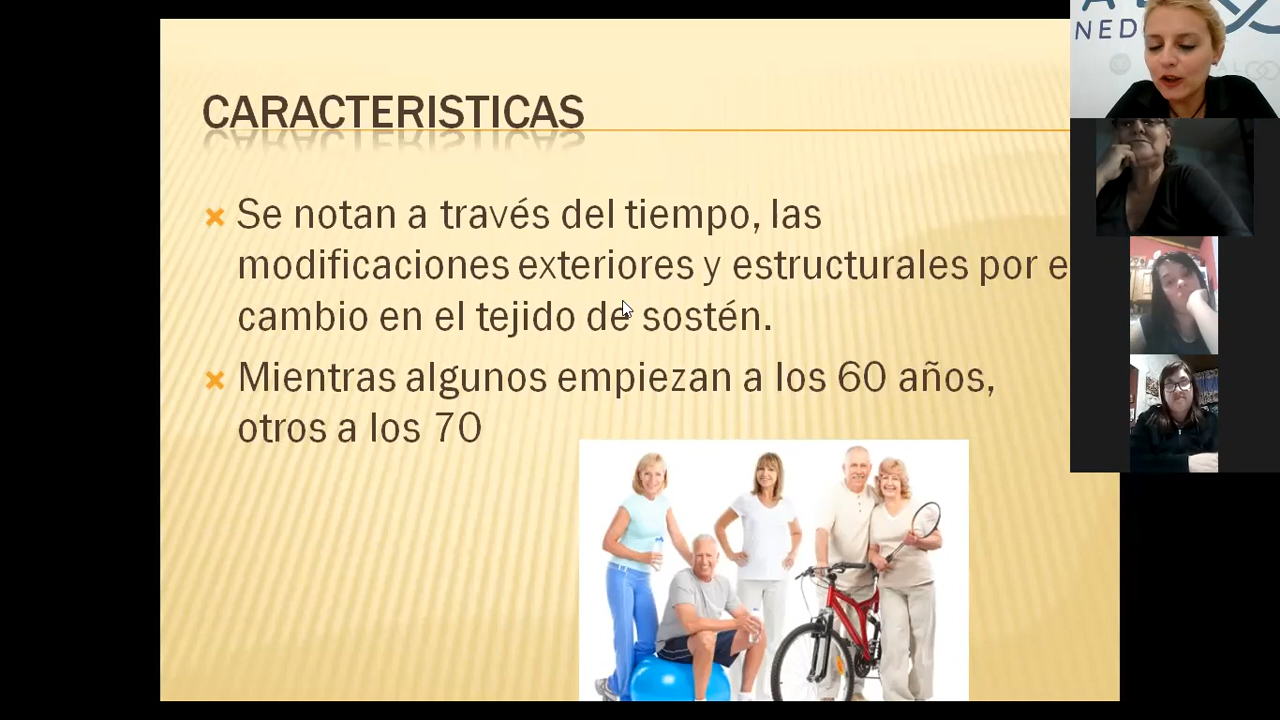 CARACTERISTICAS
Se notan a través del tiempo, las
modificaciones exteriores y estructurales por e
cambio en el tejido de sostén.
Mientras algunos empiezan a los 60 años,
otros a los 70
NED